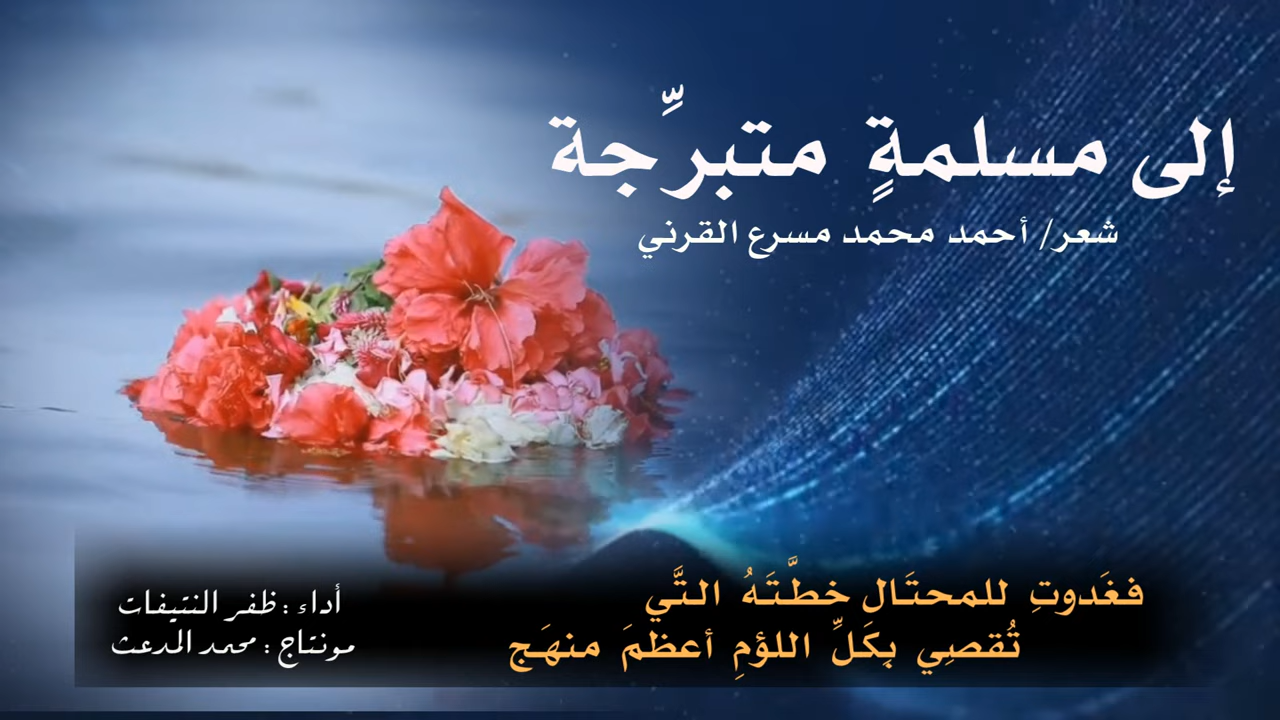 إلى مسلمةٍ متبرِّجة
شعر/ أحمد محمد مسرع القرني
فغَدوتِ للمحتَال خطَّتَهُ التَّي
تُقصِي بكَلِّ اللؤمِ أعظمَ منهَج
أداء : ظفر النتيفات
مونتاج : محمد المدعث